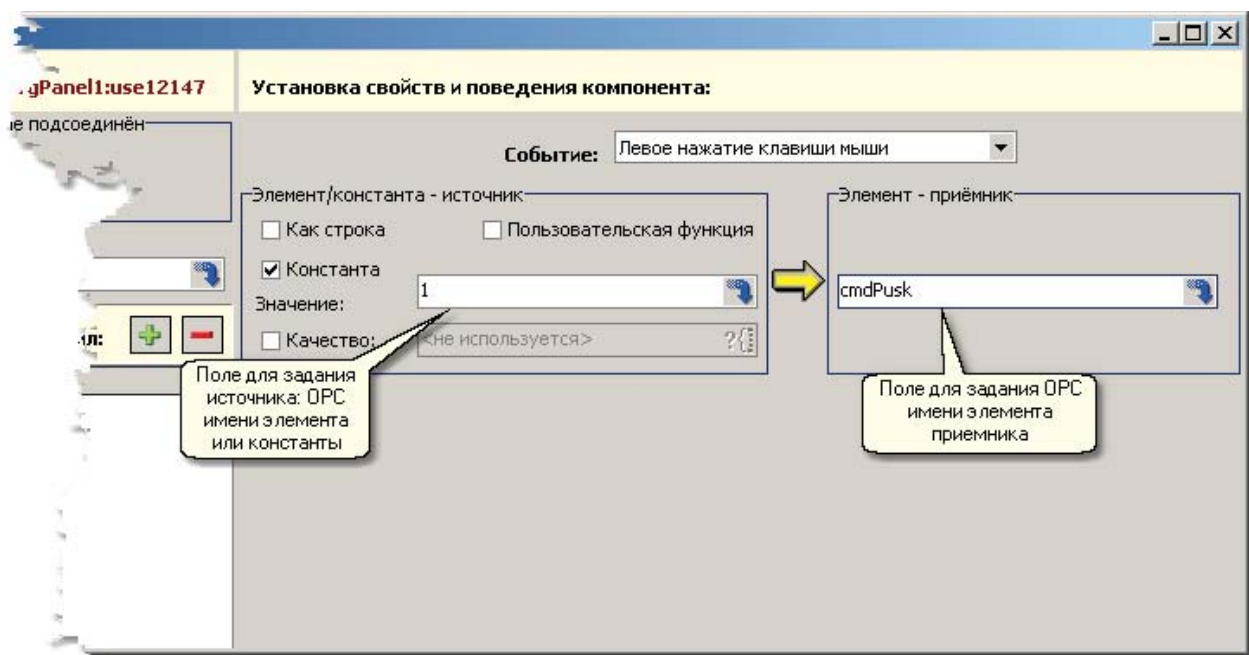 gPanel1:use12147
Установка свойств и поведения компонента:
подсоединён
Событие:
Левое нажатие клавиши мыши
Элемент/константа - источник
Элемент - приёмник
Как строка
Пользовательская функция
Константа
Значение:
1
cmdPusk
Качество:
<не используется>
?{
Поле для задания
источника: OPC
имени элемента
или константы
Поле для задания OPC
имени элемента
приемника